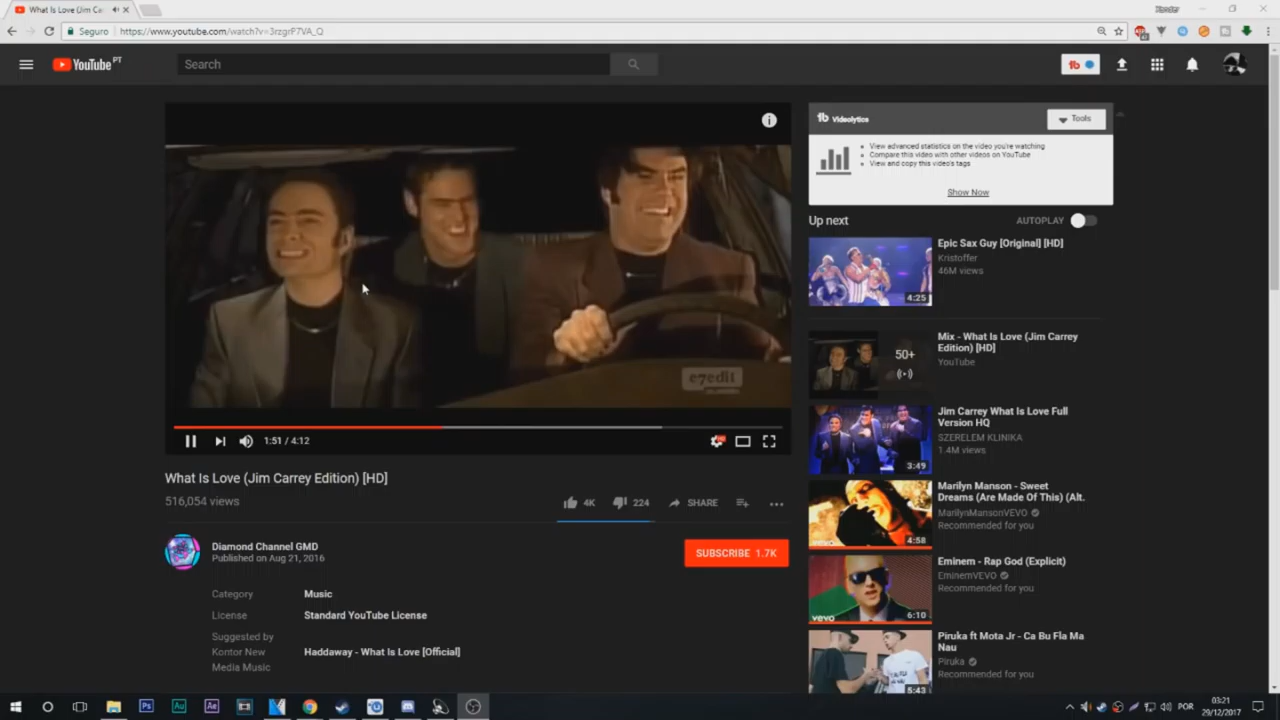 What Is Love (Jim Car
Xander
Seguro
https://www.youtube.com/watch?v=3rzgrP7VA_Q
YouTube PT
Search
Videolytics
Tools
View advanced statistics on the video you're watching
Compare this video with other videos on YouTube
View and copy this video's tags
Show Now
Up next
AUTOPLAY
Epic Sax Guy [Original] [HD]
Kristoffer
46M views
4:25
Mix - What Is Love (Jim Carrey
Edition) [HD]
YouTube
50+
Jim Carrey What Is Love Full
Version HQ
SZERELEM KLINIKA
1.4M views
3:49
Marilyn Manson - Sweet
Dreams (Are Made Of This) (Alt.
MarilynMansonVEVO
Recommended for you
vevo
4:58
Eminem - Rap God (Explicit)
EminemVEVO
Recommended for you
vevo
6:10
Piruka ft Mota Jr - Ca Bu Fla Ma
Nau
Piruka
Recommended for you
5:43
e7edit
1:51 / 4:12
What Is Love (Jim Carrey Edition) [HD]
516,054 views
4K
224
SHARE
Diamond Channel GMD
Published on Aug 21, 2016
SUBSCRIBE 1.7K
Category Music
License Standard YouTube License
Suggested by
Kontor New Haddaway - What Is Love [Official]
Media Music
Ps
Au
Ae
POR
03:21
29/12/2017